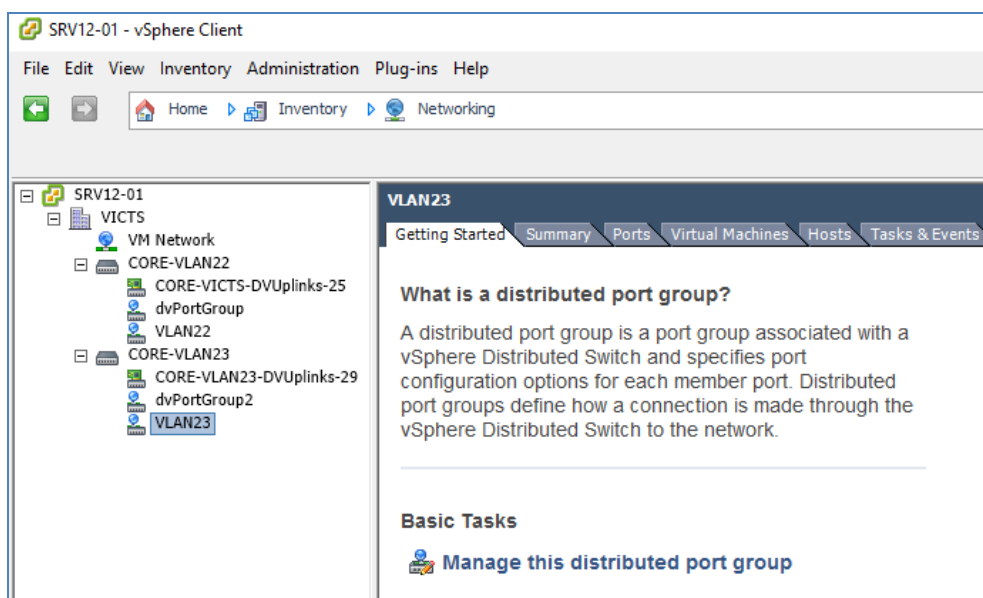 SRV12-01 - vSphere Client
File Edit View Inventory Administration Plug-ins Help
Home Inventory Networking
SRV12-01
VICTS
VM Network
CORE-VLAN22
CORE-VICTS-DVUplinks-25
dvPortGroup
VLAN22
CORE-VLAN23
CORE-VLAN23-DVUplinks-29
dvPortGroup2
VLAN23
VLAN23
Getting Started Summary Ports Virtual Machines Hosts Tasks & Events
What is a distributed port group?
A distributed port group is a port group associated with a
vSphere Distributed Switch and specifies port
configuration options for each member port. Distributed
port groups define how a connection is made through the
vSphere Distributed Switch to the network.
Basic Tasks
Manage this distributed port group